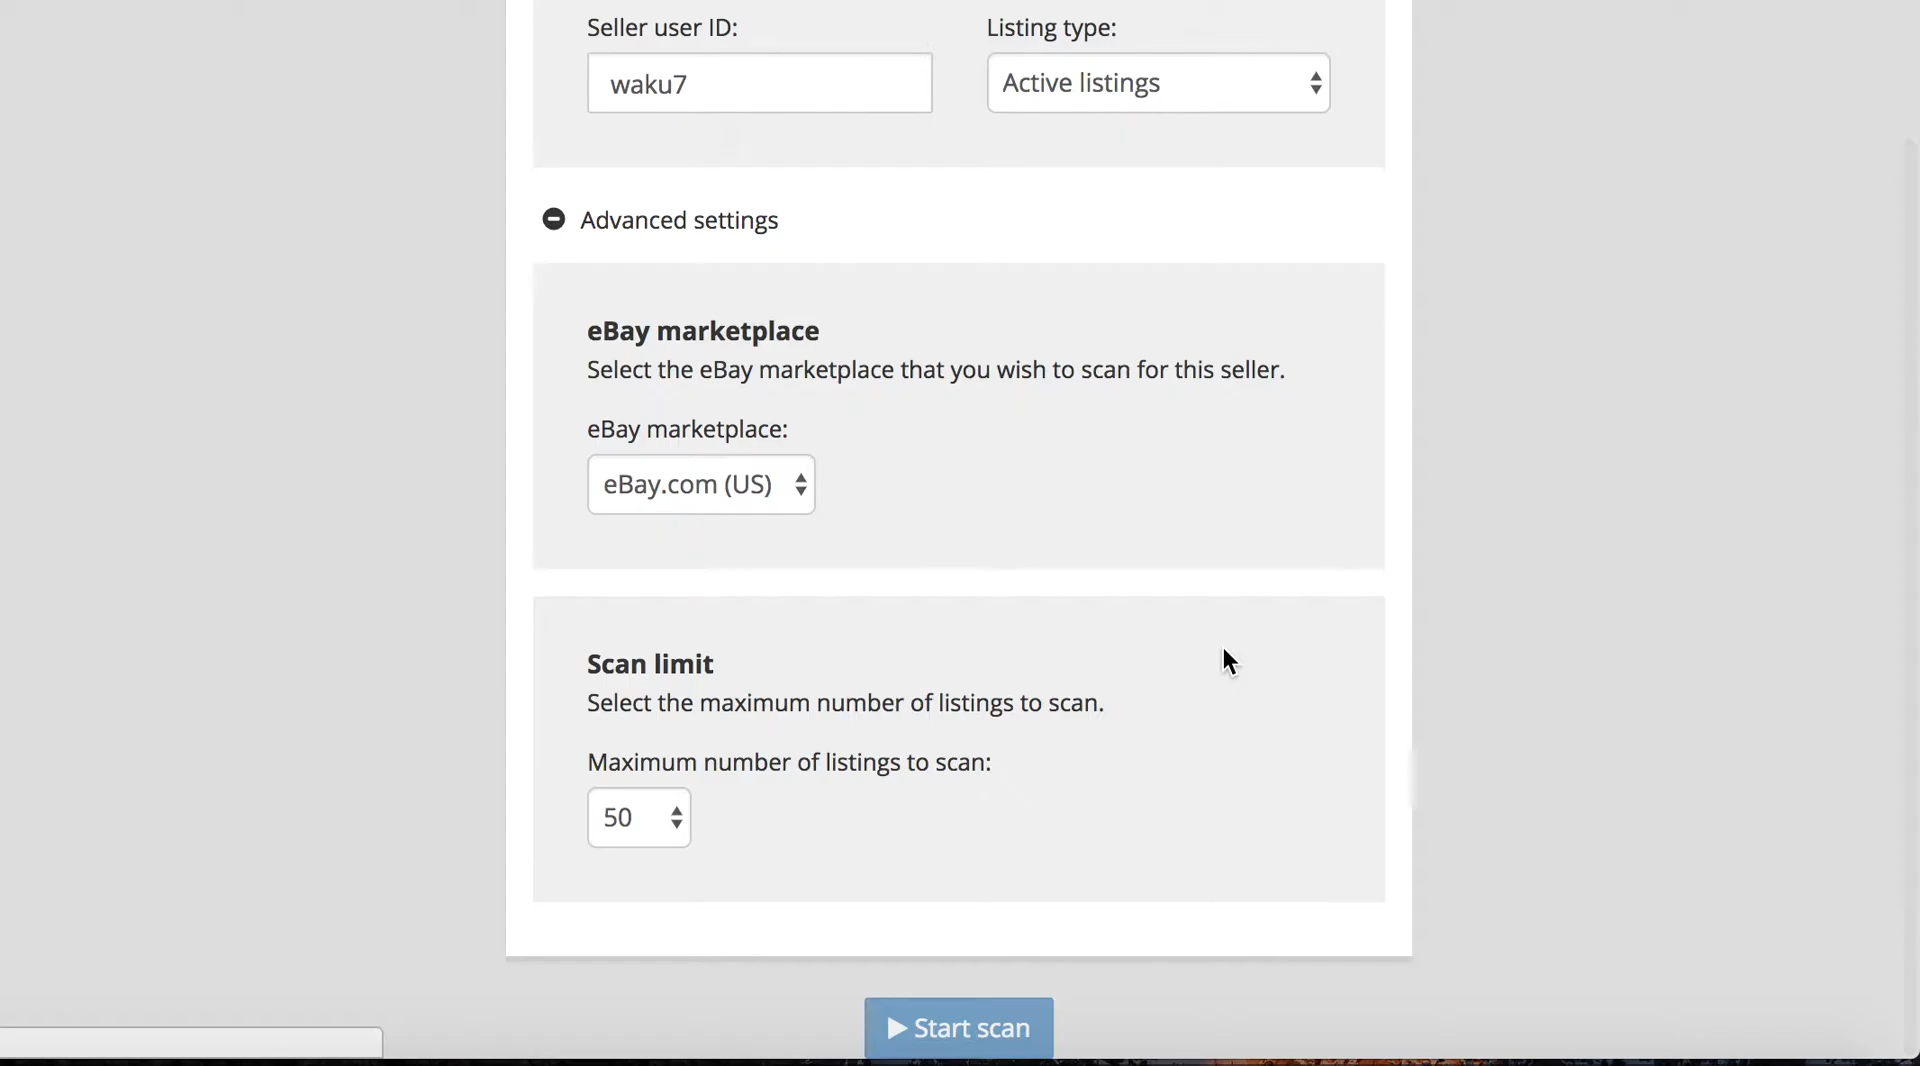 Seller user ID:
Listing type:
waku7
Active listings
Advanced settings
eBay marketplace
Select the eBay marketplace that you wish to scan for this seller.
eBay marketplace:
eBay.com (US)
Scan limit
Select the maximum number of listings to scan.
Maximum number of listings to scan:
50
Start scan